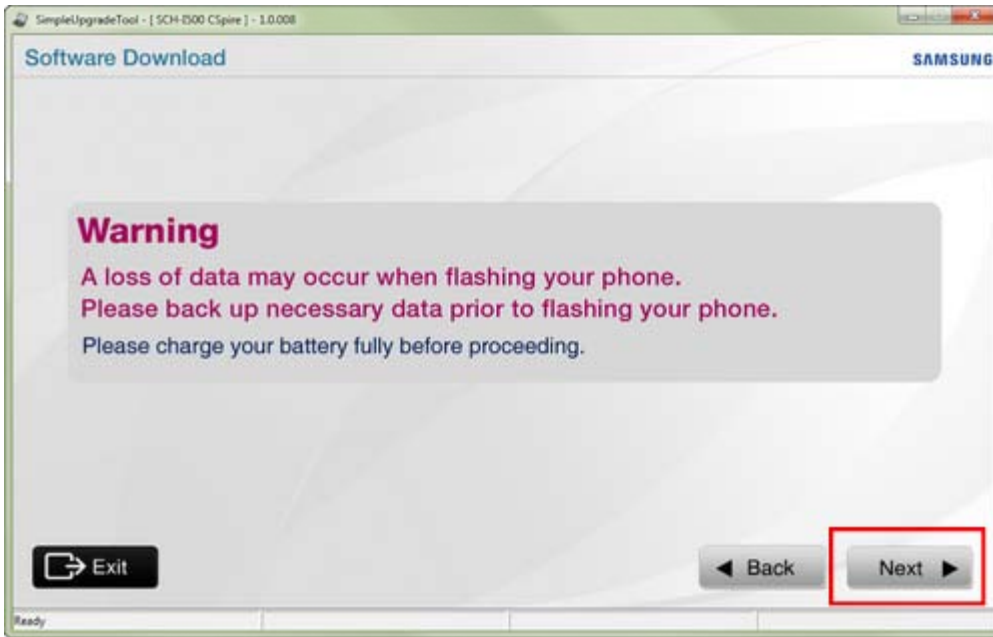 SimpleUpgradeTool - [ SCH-I500 CSpire ] - 1.0.008
Software Download
SAMSUNG
Warning
A loss of data may occur when flashing your phone.
Please back up necessary data prior to flashing your phone.
Please charge your battery fully before proceeding.
Exit
Back
Next
Ready